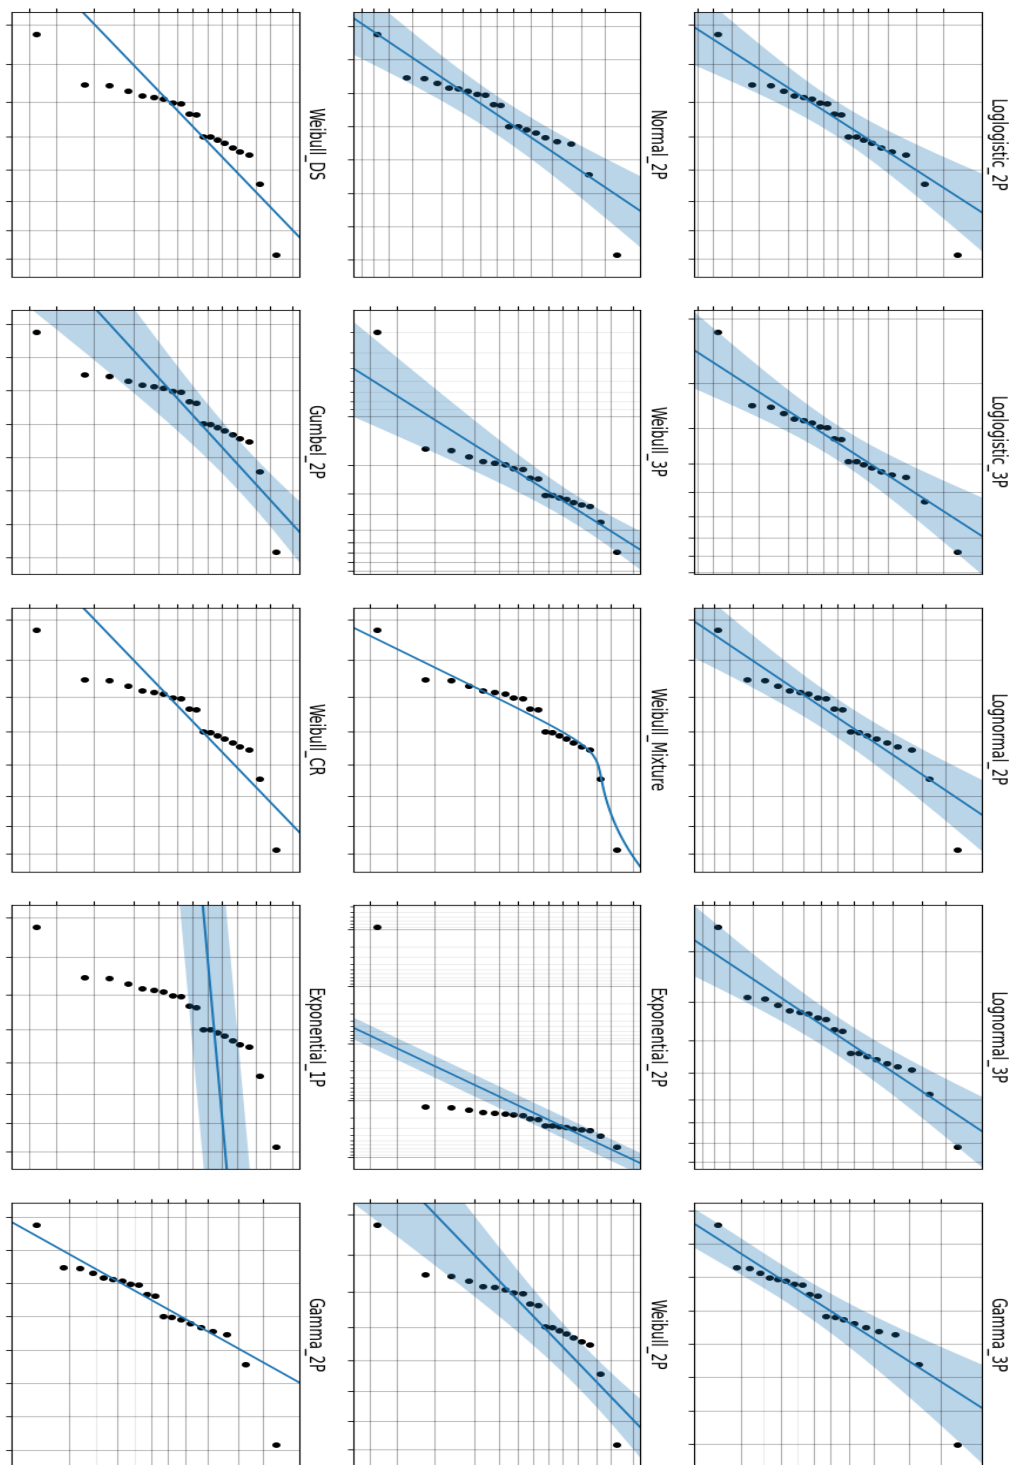 Loglogistic_2P
Loglogistic_3P
Lognormal_2P
Lognormal_3P
Gamma_3P
Normal_2P
Weibull_3P
Weibull_Mixture
Exponential_2P
Weibull_2P
Weibull_DS
Gumbel_2P
Weibull_CR
Exponential_1P
Gamma_2P